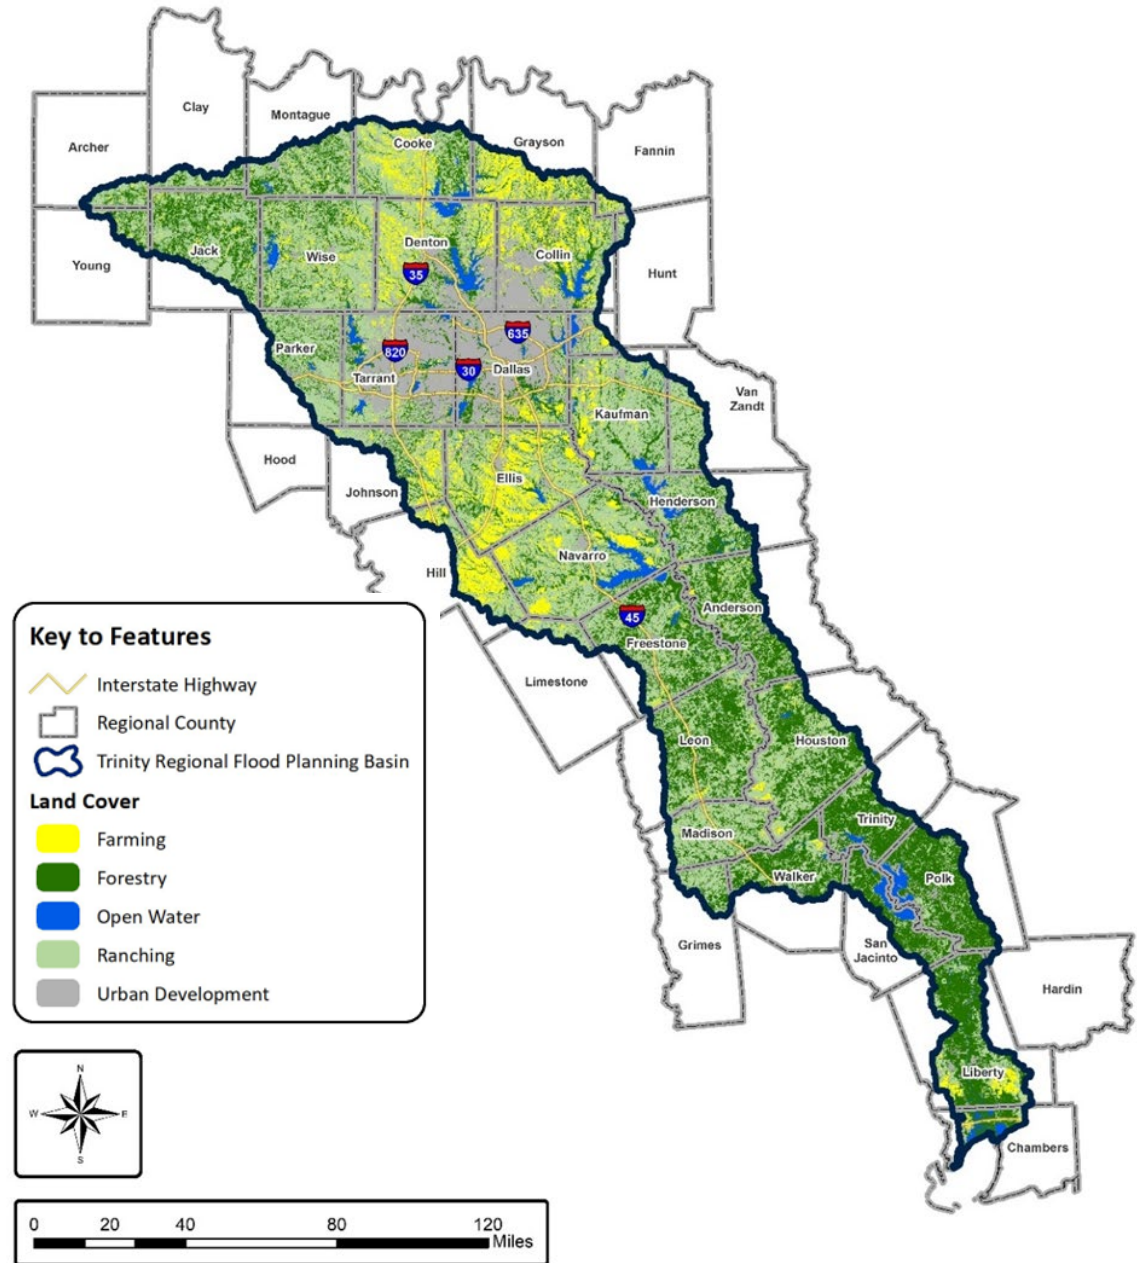 Clay
Montague
Archer
Cooke
Grayson
Fannin
Young
Jack
Wise
Denton
35
Collin
Hunt
Parker
820
Tarrant
30
635
Dallas
Van
Zandt
Kaufman
Hood
Johnson
Ellis
Henderson
Hill
Navarro
45
Anderson
Freestone
Limestone
Leon
Houston
Madison
Trinity
Walker
Polk
Grimes
San
Jacinto
Hardin
Liberty
Chambers
Key to Features
Interstate Highway
Regional County
Trinity Regional Flood Planning Basin
Land Cover
Farming
Forestry
Open Water
Ranching
Urban Development
N
W E
S
0 20 40 80 120
Miles